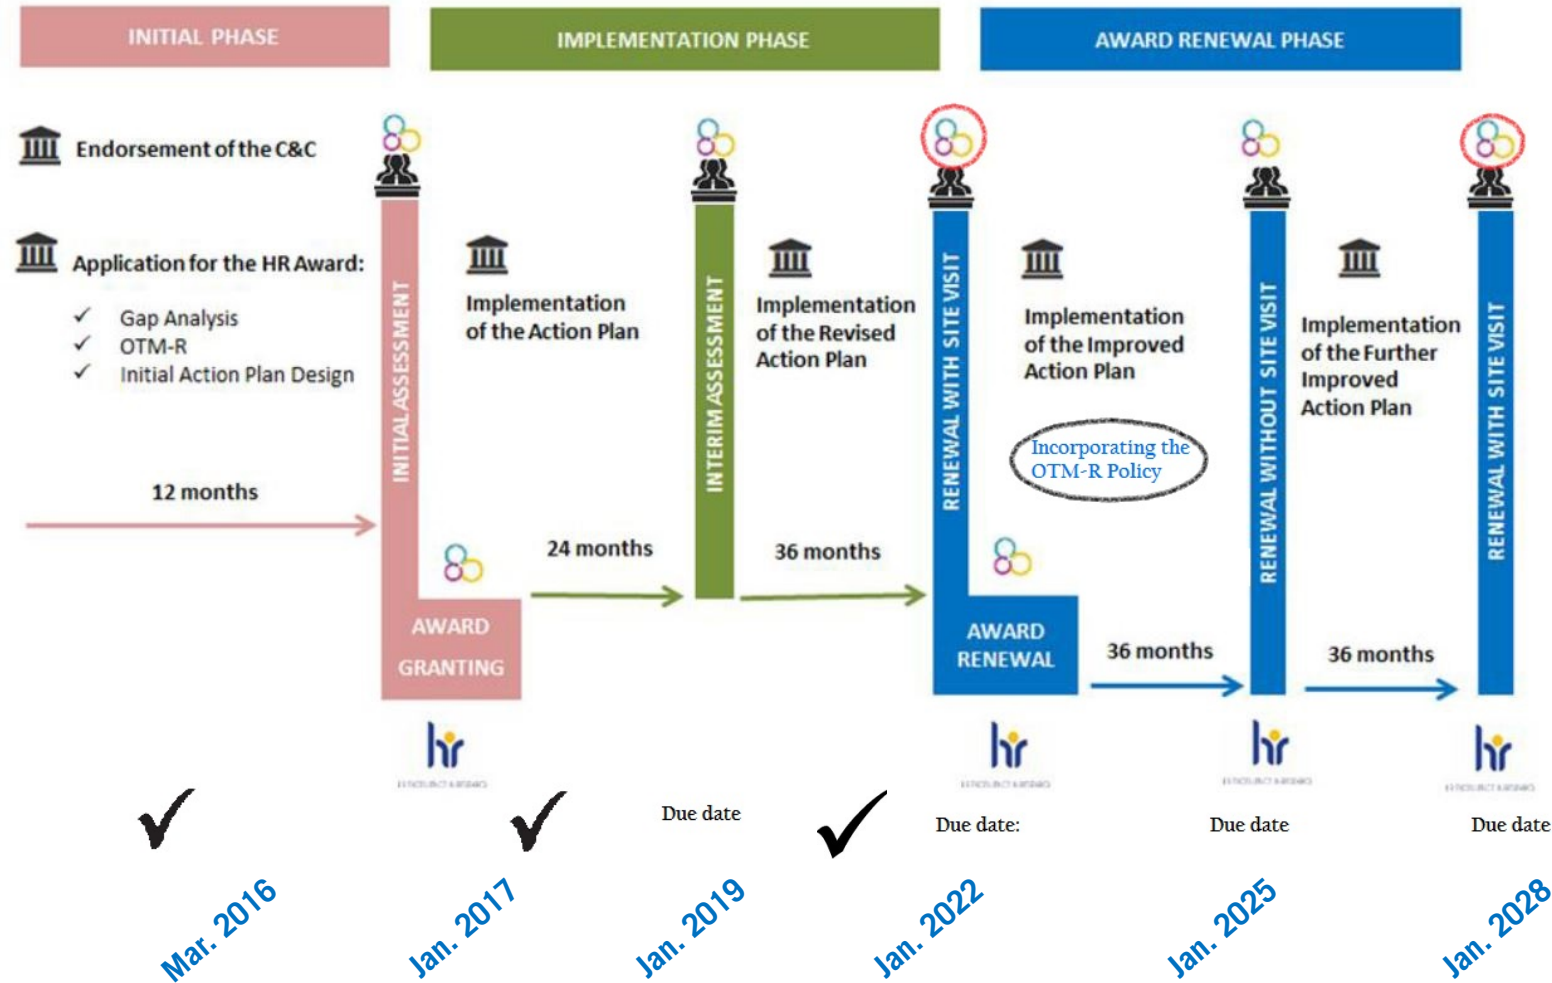 INITIAL PHASE
IMPLEMENTATION PHASE
AWARD RENEWAL PHASE
Endorsement of the C&C
Application for the HR Award:
✓ Gap Analysis
✓ OTM-R
✓ Initial Action Plan Design
12 months
INITIAL ASSESSMENT
AWARD
GRANTING
Implementation
of the Action Plan
24 months
INTERIM ASSESSMENT
Implementation
of the Revised
Action Plan
36 months
RENEWAL WITH SITE VISIT
AWARD
RENEWAL
Implementation
of the Improved
Action Plan
Incorporating the
OTM-R Policy
36 months
RENEWAL WITHOUT SITE VISIT
Implementation
of the Further
Improved
Action Plan
36 months
RENEWAL WITH SITE VISIT
hr
hr
hr
hr
Due date
Due date:
Due date
Due date
Mar. 2016
Jan. 2017
Jan. 2019
Jan. 2022
Jan. 2025
Jan. 2028